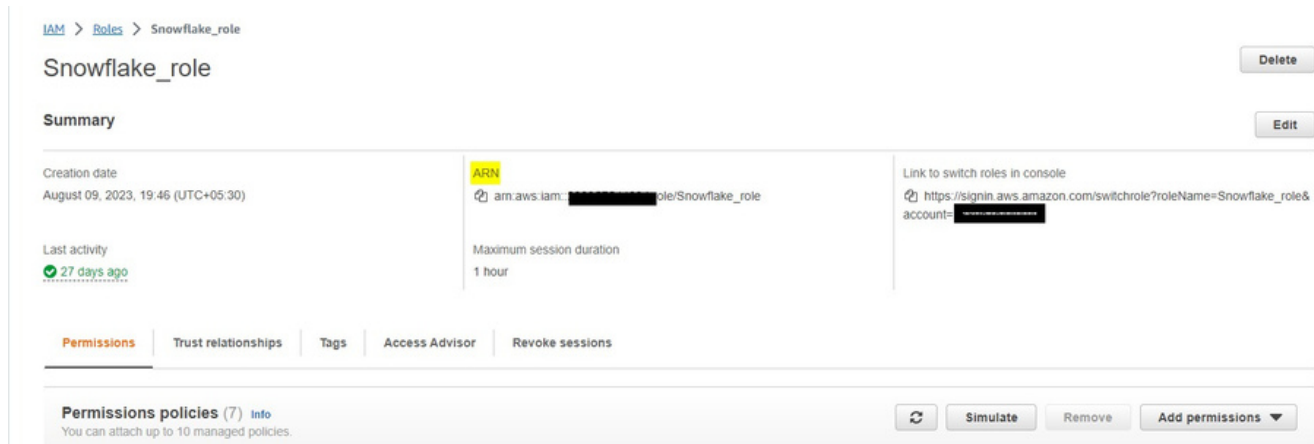 IAM > Roles > Snowflake_role
Snowflake_role
Delete
Summary
Edit
Creation date
August 09, 2023, 19:46 (UTC+05:30)
ARN
arn:aws:iam::ole/Snowflake_role
Link to switch roles in console
https://signin.aws.amazon.com/switchrole?roleName=Snowflake_role&
account=
Last activity
27 days ago
Maximum session duration
1 hour
Permissions
Trust relationships
Tags
Access Advisor
Revoke sessions
Permissions policies (7) Info
You can attach up to 10 managed policies.
Simulate
Remove
Add permissions